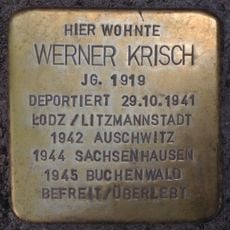 HIER WOHNTE
WERNER KRISCH
JG. 1919
DEPORTIERT 29.10.1941
LODZ/LITZMANNSTADT
1942 AUSCHWITZ
1944 SACHSENHAUSEN
1945 BUCHENWALD
BEFREIT/ÜBERLEBT